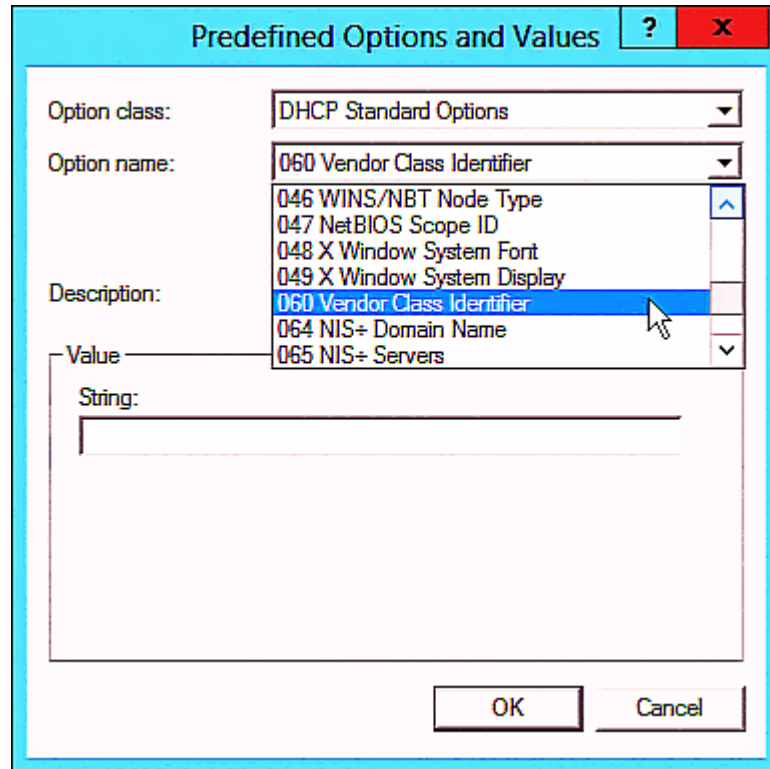 Predefined Options and Values ? x
Option class: DHCP Standard Options
Option name: 060 Vendor Class Identifier
046 WINS/NBT Node Type
047 NetBIOS Scope ID
048 X Window System Font
049 X Window System Display
Description: 060 Vendor Class Identifier
064 NIS+ Domain Name
Value 065 NIS+ Servers
String:
OK Cancel